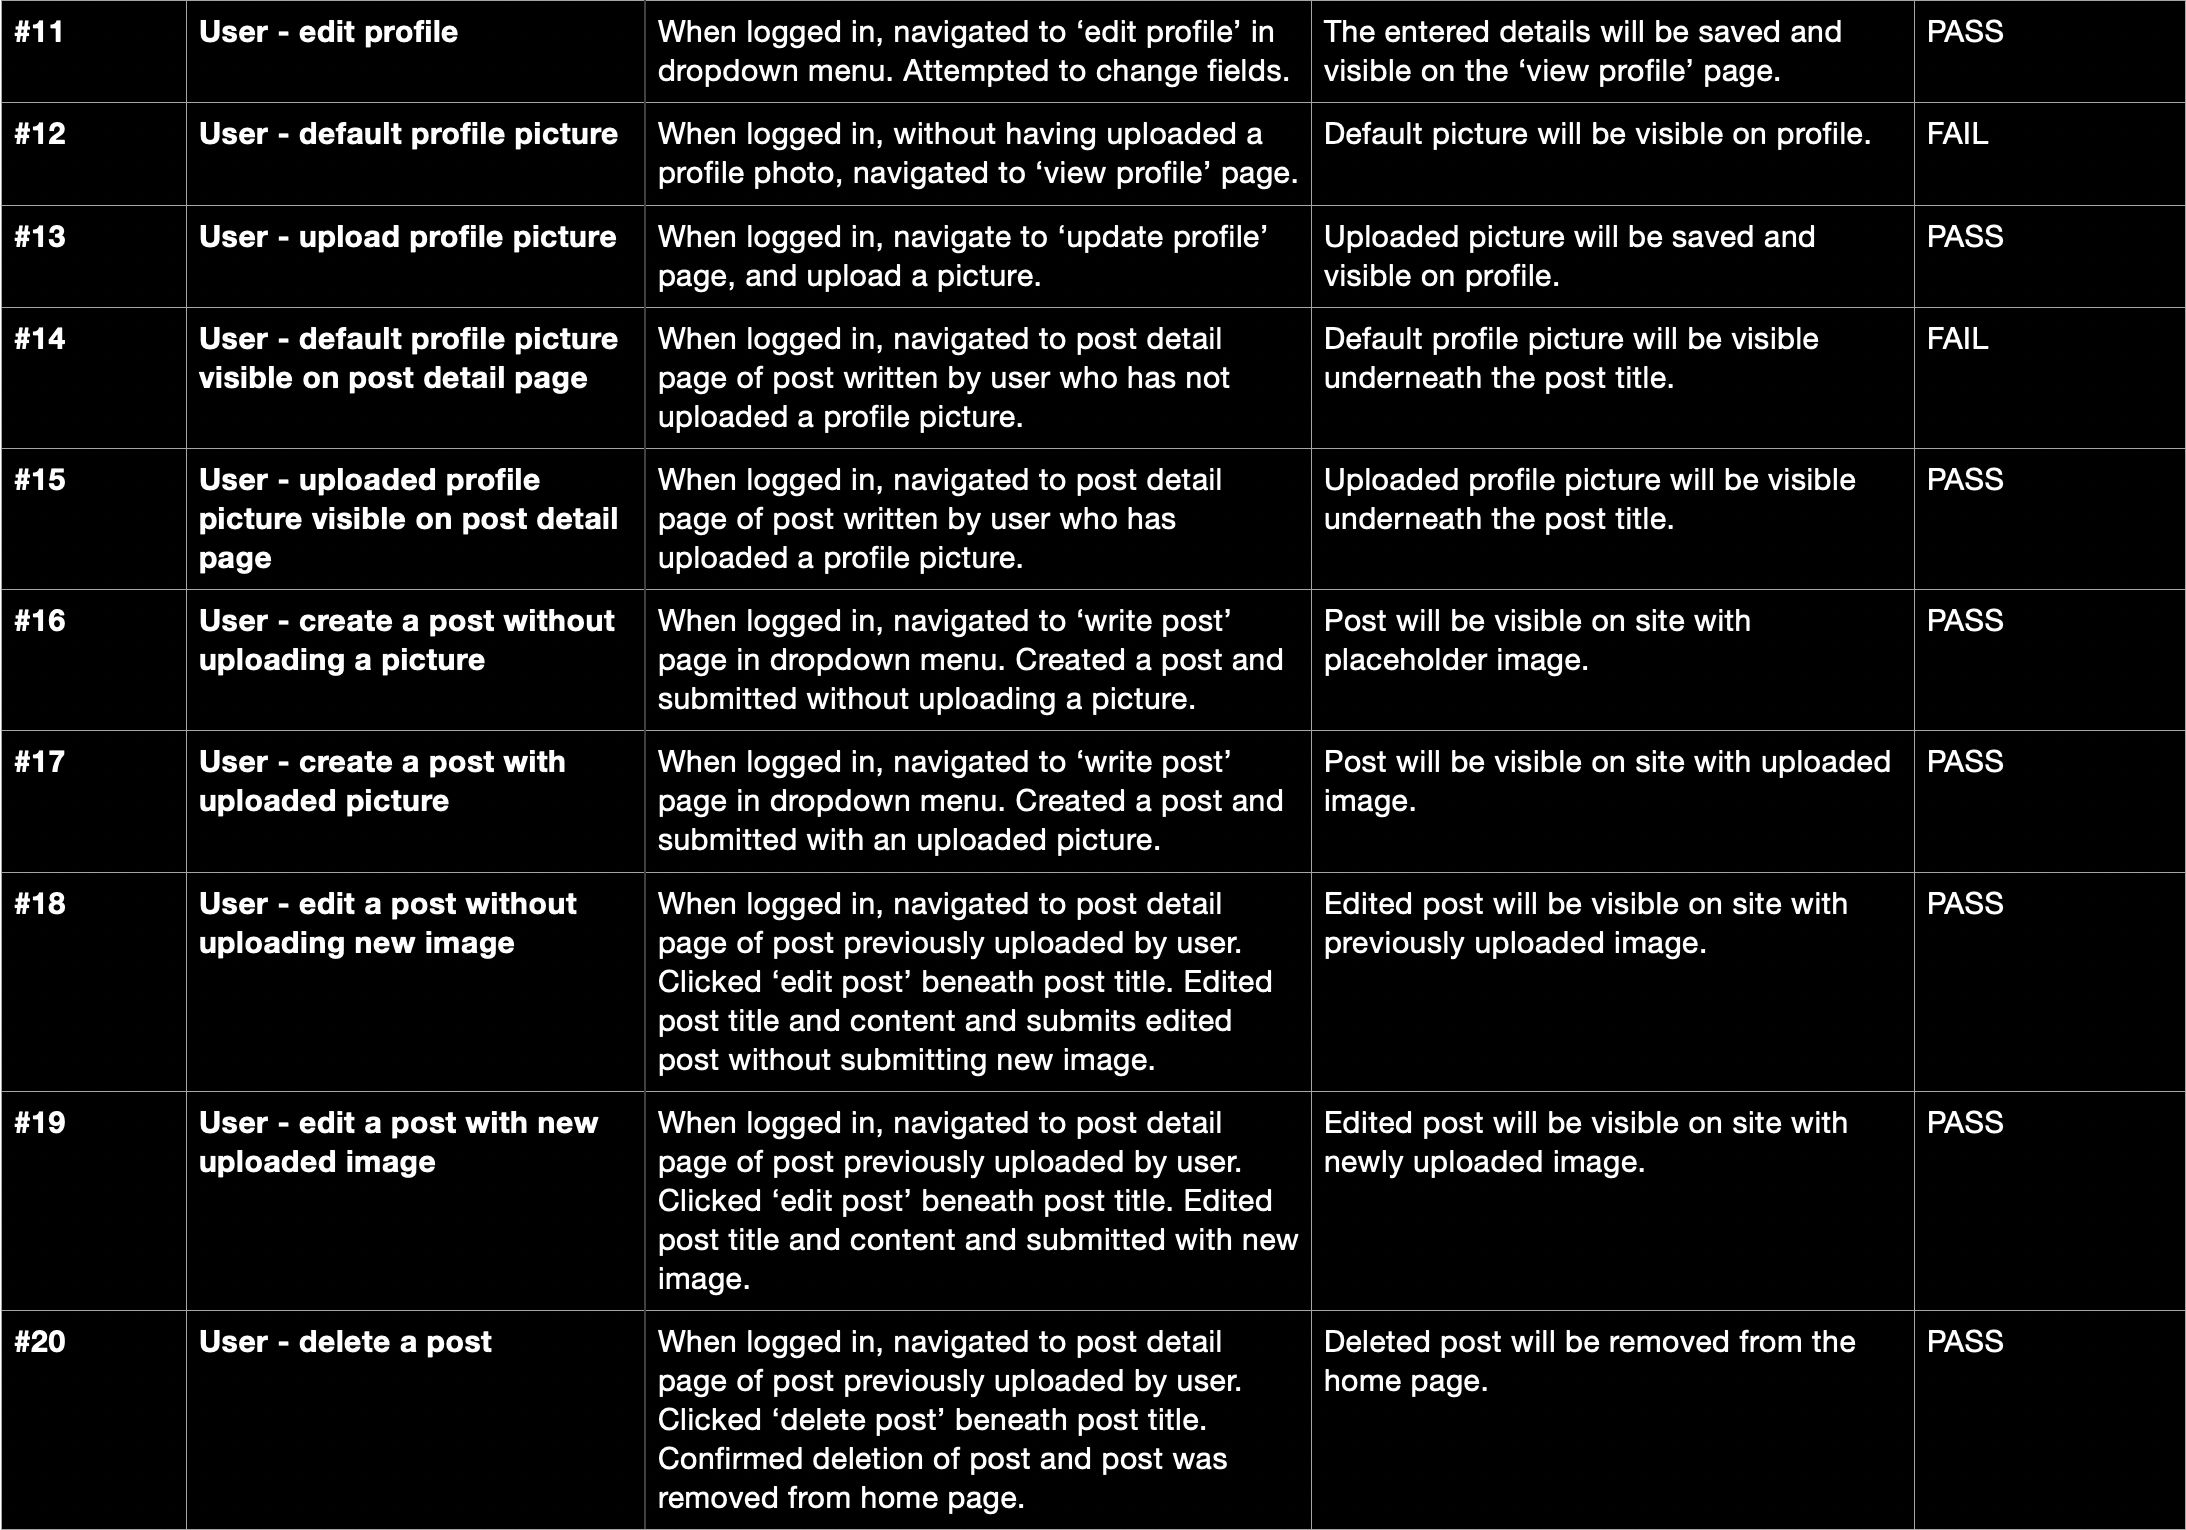 #11
User - edit profile
When logged in, navigated to ‘edit profile’ in
dropdown menu. Attempted to change fields.
The entered details will be saved and
visible on the ‘view profile’ page.
PASS
#12
User - default profile picture
When logged in, without having uploaded a
profile photo, navigated to ‘view profile’ page.
Default picture will be visible on profile.
FAIL
#13
User - upload profile picture
When logged in, navigate to ‘update profile’
page, and upload a picture.
Uploaded picture will be saved and
visible on profile.
PASS
#14
User - default profile picture
visible on post detail page
When logged in, navigated to post detail
page of post written by user who has not
uploaded a profile picture.
Default profile picture will be visible
underneath the post title.
FAIL
#15
User - uploaded profile
picture visible on post detail
page
When logged in, navigated to post detail
page of post written by user who has
uploaded a profile picture.
Uploaded profile picture will be visible
underneath the post title.
PASS
#16
User - create a post without
uploading a picture
When logged in, navigated to ‘write post’
page in dropdown menu. Created a post and
submitted without uploading a picture.
Post will be visible on site with
placeholder image.
PASS
#17
User - create a post with
uploaded picture
When logged in, navigated to ‘write post’
page in dropdown menu. Created a post and
submitted with an uploaded picture.
Post will be visible on site with uploaded
image.
PASS
#18
User - edit a post without
uploading new image
When logged in, navigated to post detail
page of post previously uploaded by user.
Clicked ‘edit post’ beneath post title. Edited
post title and content and submits edited
post without submitting new image.
Edited post will be visible on site with
previously uploaded image.
PASS
#19
User - edit a post with new
uploaded image
When logged in, navigated to post detail
page of post previously uploaded by user.
Clicked ‘edit post’ beneath post title. Edited
post title and content and submitted with new
image.
Edited post will be visible on site with
newly uploaded image.
PASS
#20
User - delete a post
When logged in, navigated to post detail
page of post previously uploaded by user.
Clicked ‘delete post’ beneath post title.
Confirmed deletion of post and post was
removed from home page.
Deleted post will be removed from the
home page.
PASS